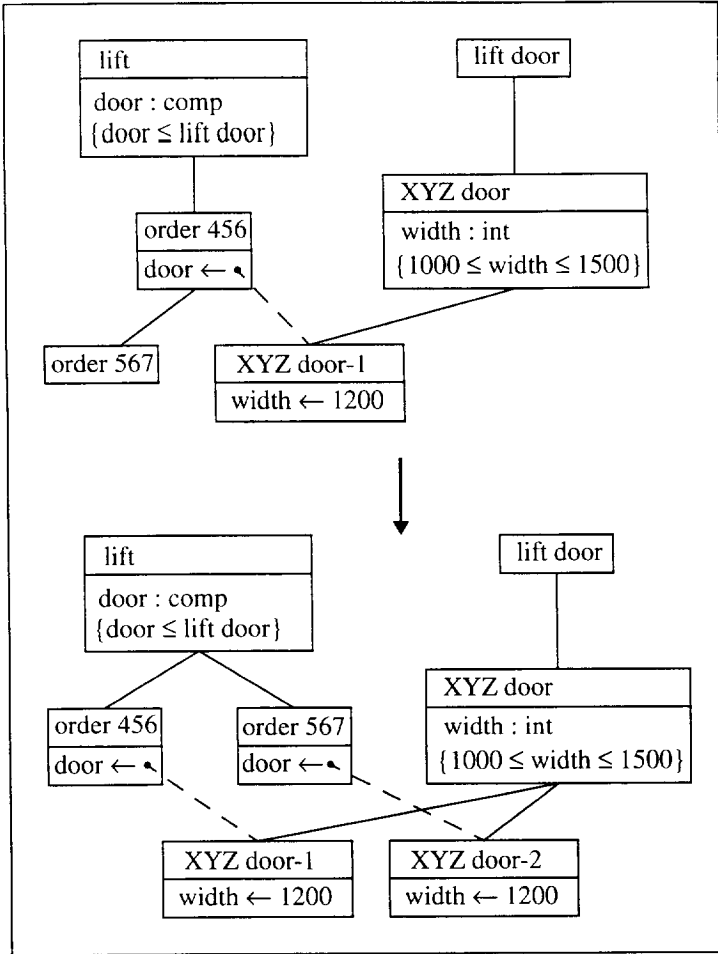 lift
door : comp
{door ≤ lift door}
lift door
XYZ door
width : int
{1000 ≤ width ≤ 1500}
order 456
door ←
order 567
XYZ door-1
width ← 1200
lift
door : comp
{door ≤ lift door}
lift door
XYZ door
width : int
{1000 ≤ width ≤ 1500}
order 456
door ←
order 567
door ←
XYZ door-1
width ← 1200
XYZ door-2
width ← 1200